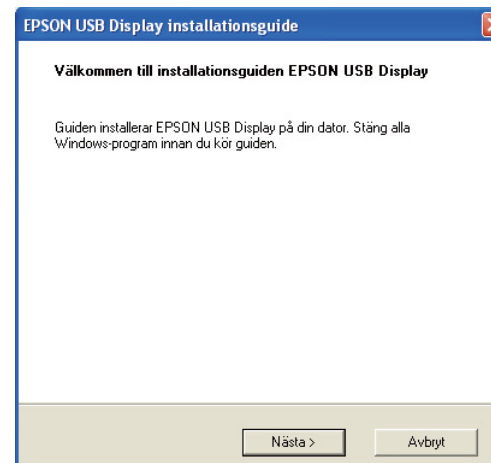 EPSON USB Display installationsguide
Välkommen till installationsguiden EPSON USB Display
Guiden installerar EPSON USB Display på din dator. Stäng alla
Windows-program innan du kör guiden.
Nästa >
Avbryt